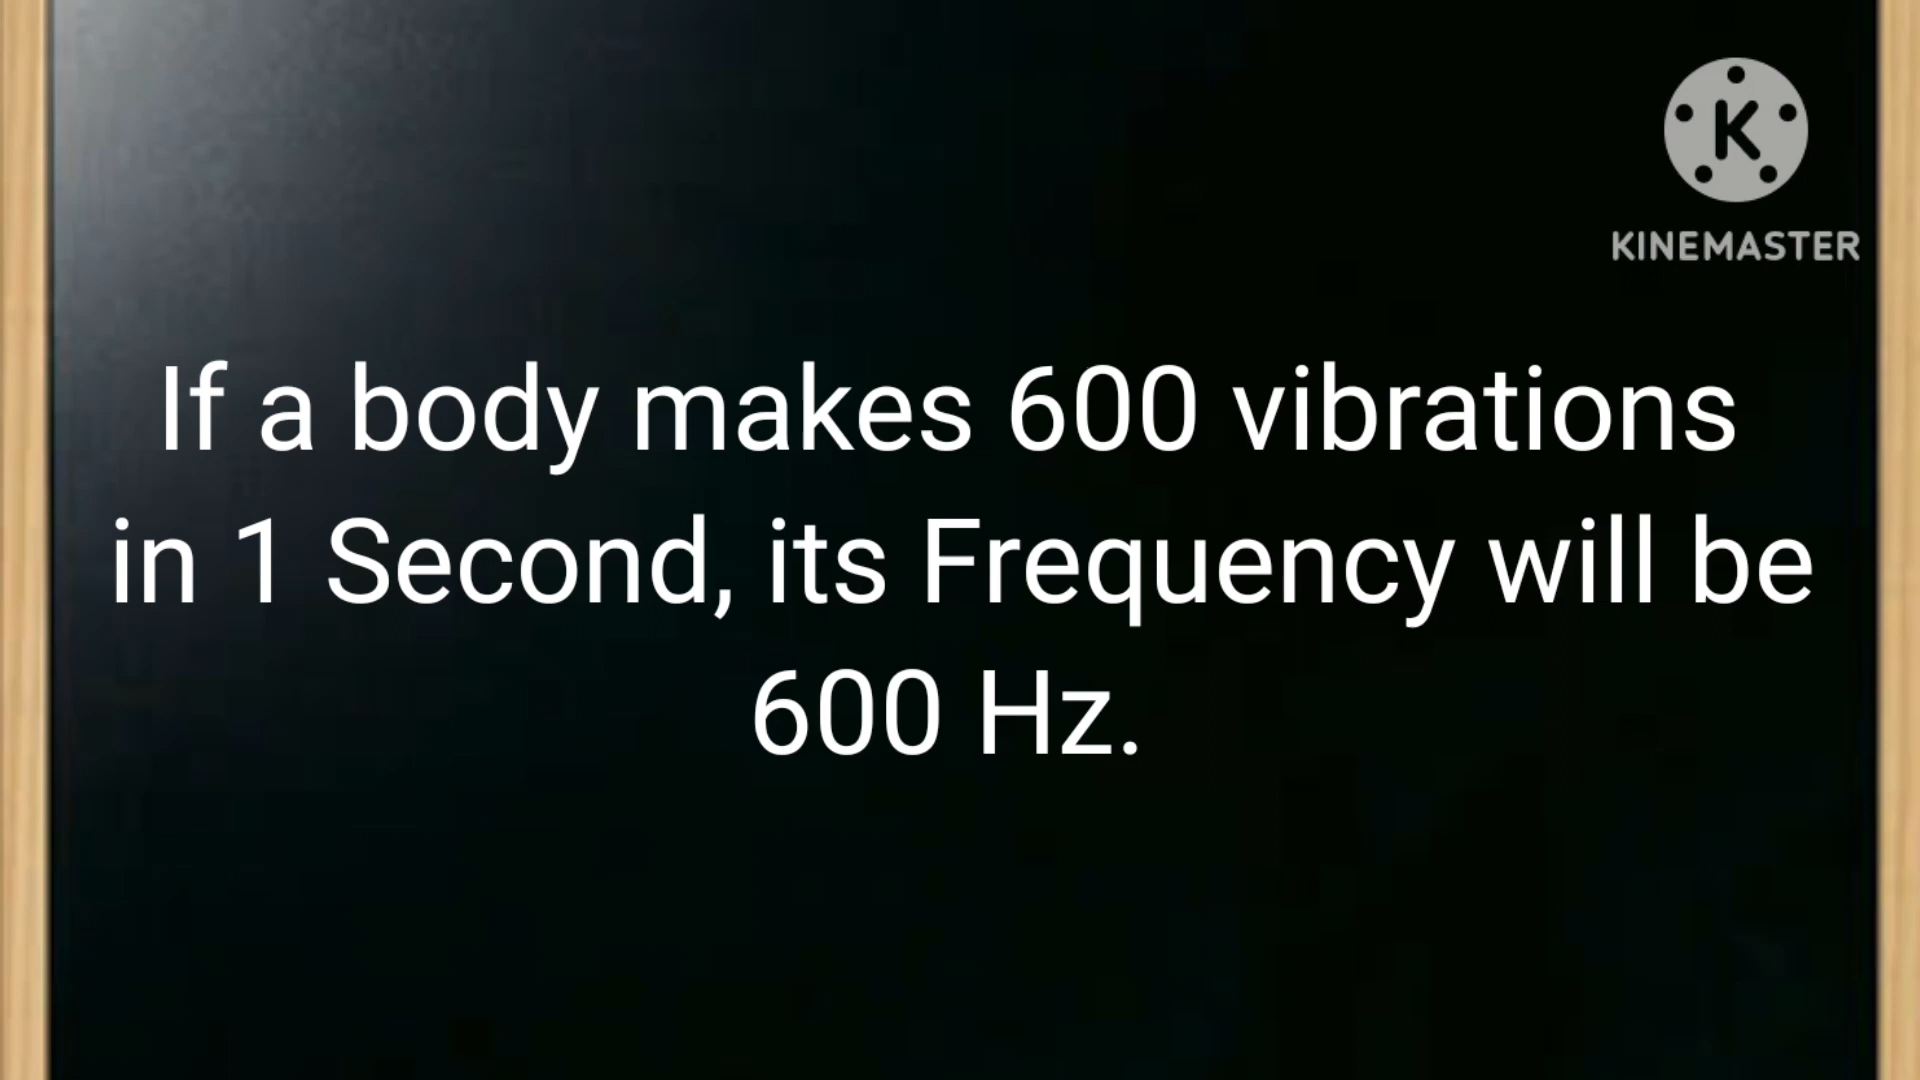 K
KINEMASTER
If a body makes 600 vibrations
in 1 Second, its Frequency will be
600 Hz.